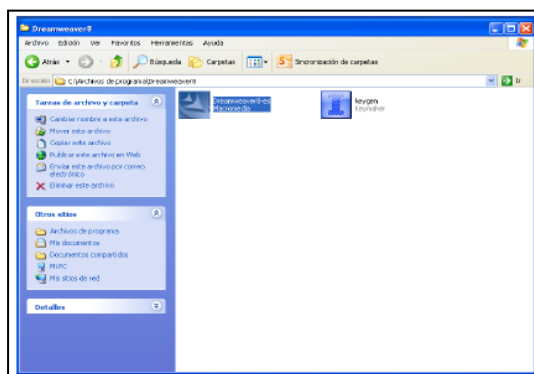 Dreamweaver8
Archivo Edición Ver Favoritos Herramientas Ayuda
Atrás Búsqueda Carpetas Sincronización de carpetas
Dirección C:\Archivos de programa\Dreamweaver8 Ir
Tareas de archivo y carpeta
Cambiar nombre a este archivo
Mover este archivo
Copiar este archivo
Publicar este archivo en Web
Enviar este archivo por correo
electrónico
Eliminar este archivo
Otros sitios
Archivos de programa
Mis documentos
Documentos compartidos
Mi PC
Mis sitios de red
Detalles
Dreamweaver8-es
Macromedia
keygen
Keymaker